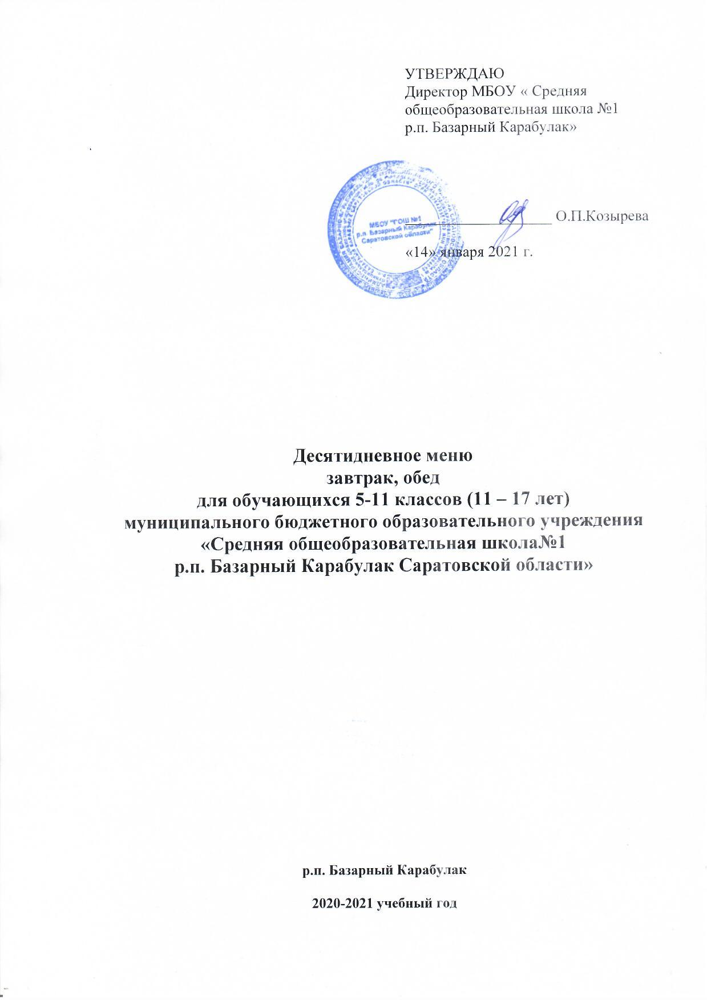 УТВЕРЖДАЮ
Директор МБОУ « Средняя
общеобразовательная школа №1
р.п. Базарный Карабулак»
МБОУ "СОШ №1
р.п. Базарный Карабулак
Саратовской области"
О.П.Козырева
«14» января 2021 г.
Десятидневное меню
завтрак, обед
для обучающихся 5-11 классов (11 – 17 лет)
муниципального бюджетного образовательного учреждения
«Средняя общеобразовательная школа№1
р.п. Базарный Карабулак Саратовской области»
р.п. Базарный Карабулак
2020-2021 учебный год